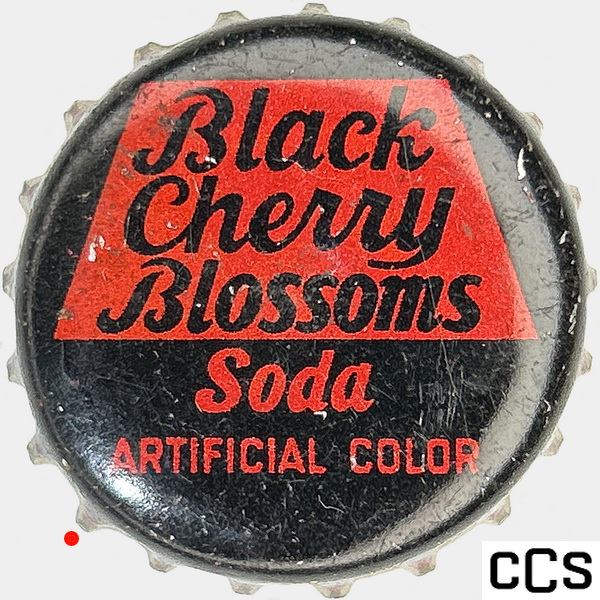 Black
Cherry
Blossoms
Soda
ARTIFICIAL COLOR
CCS